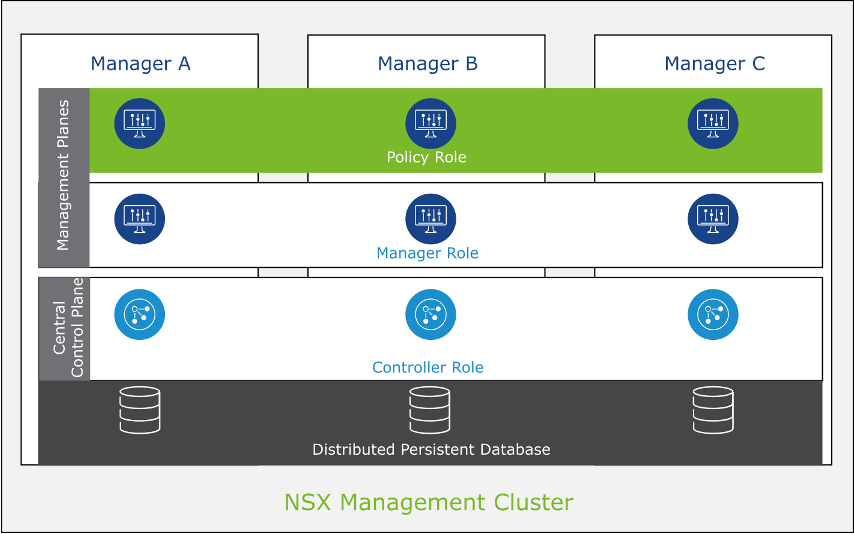 Manager A
Manager B
Manager C
Management Planes
Policy Role
Manager Role
Central
Control Plane
Controller Role
Distributed Persistent Database
NSX Management Cluster